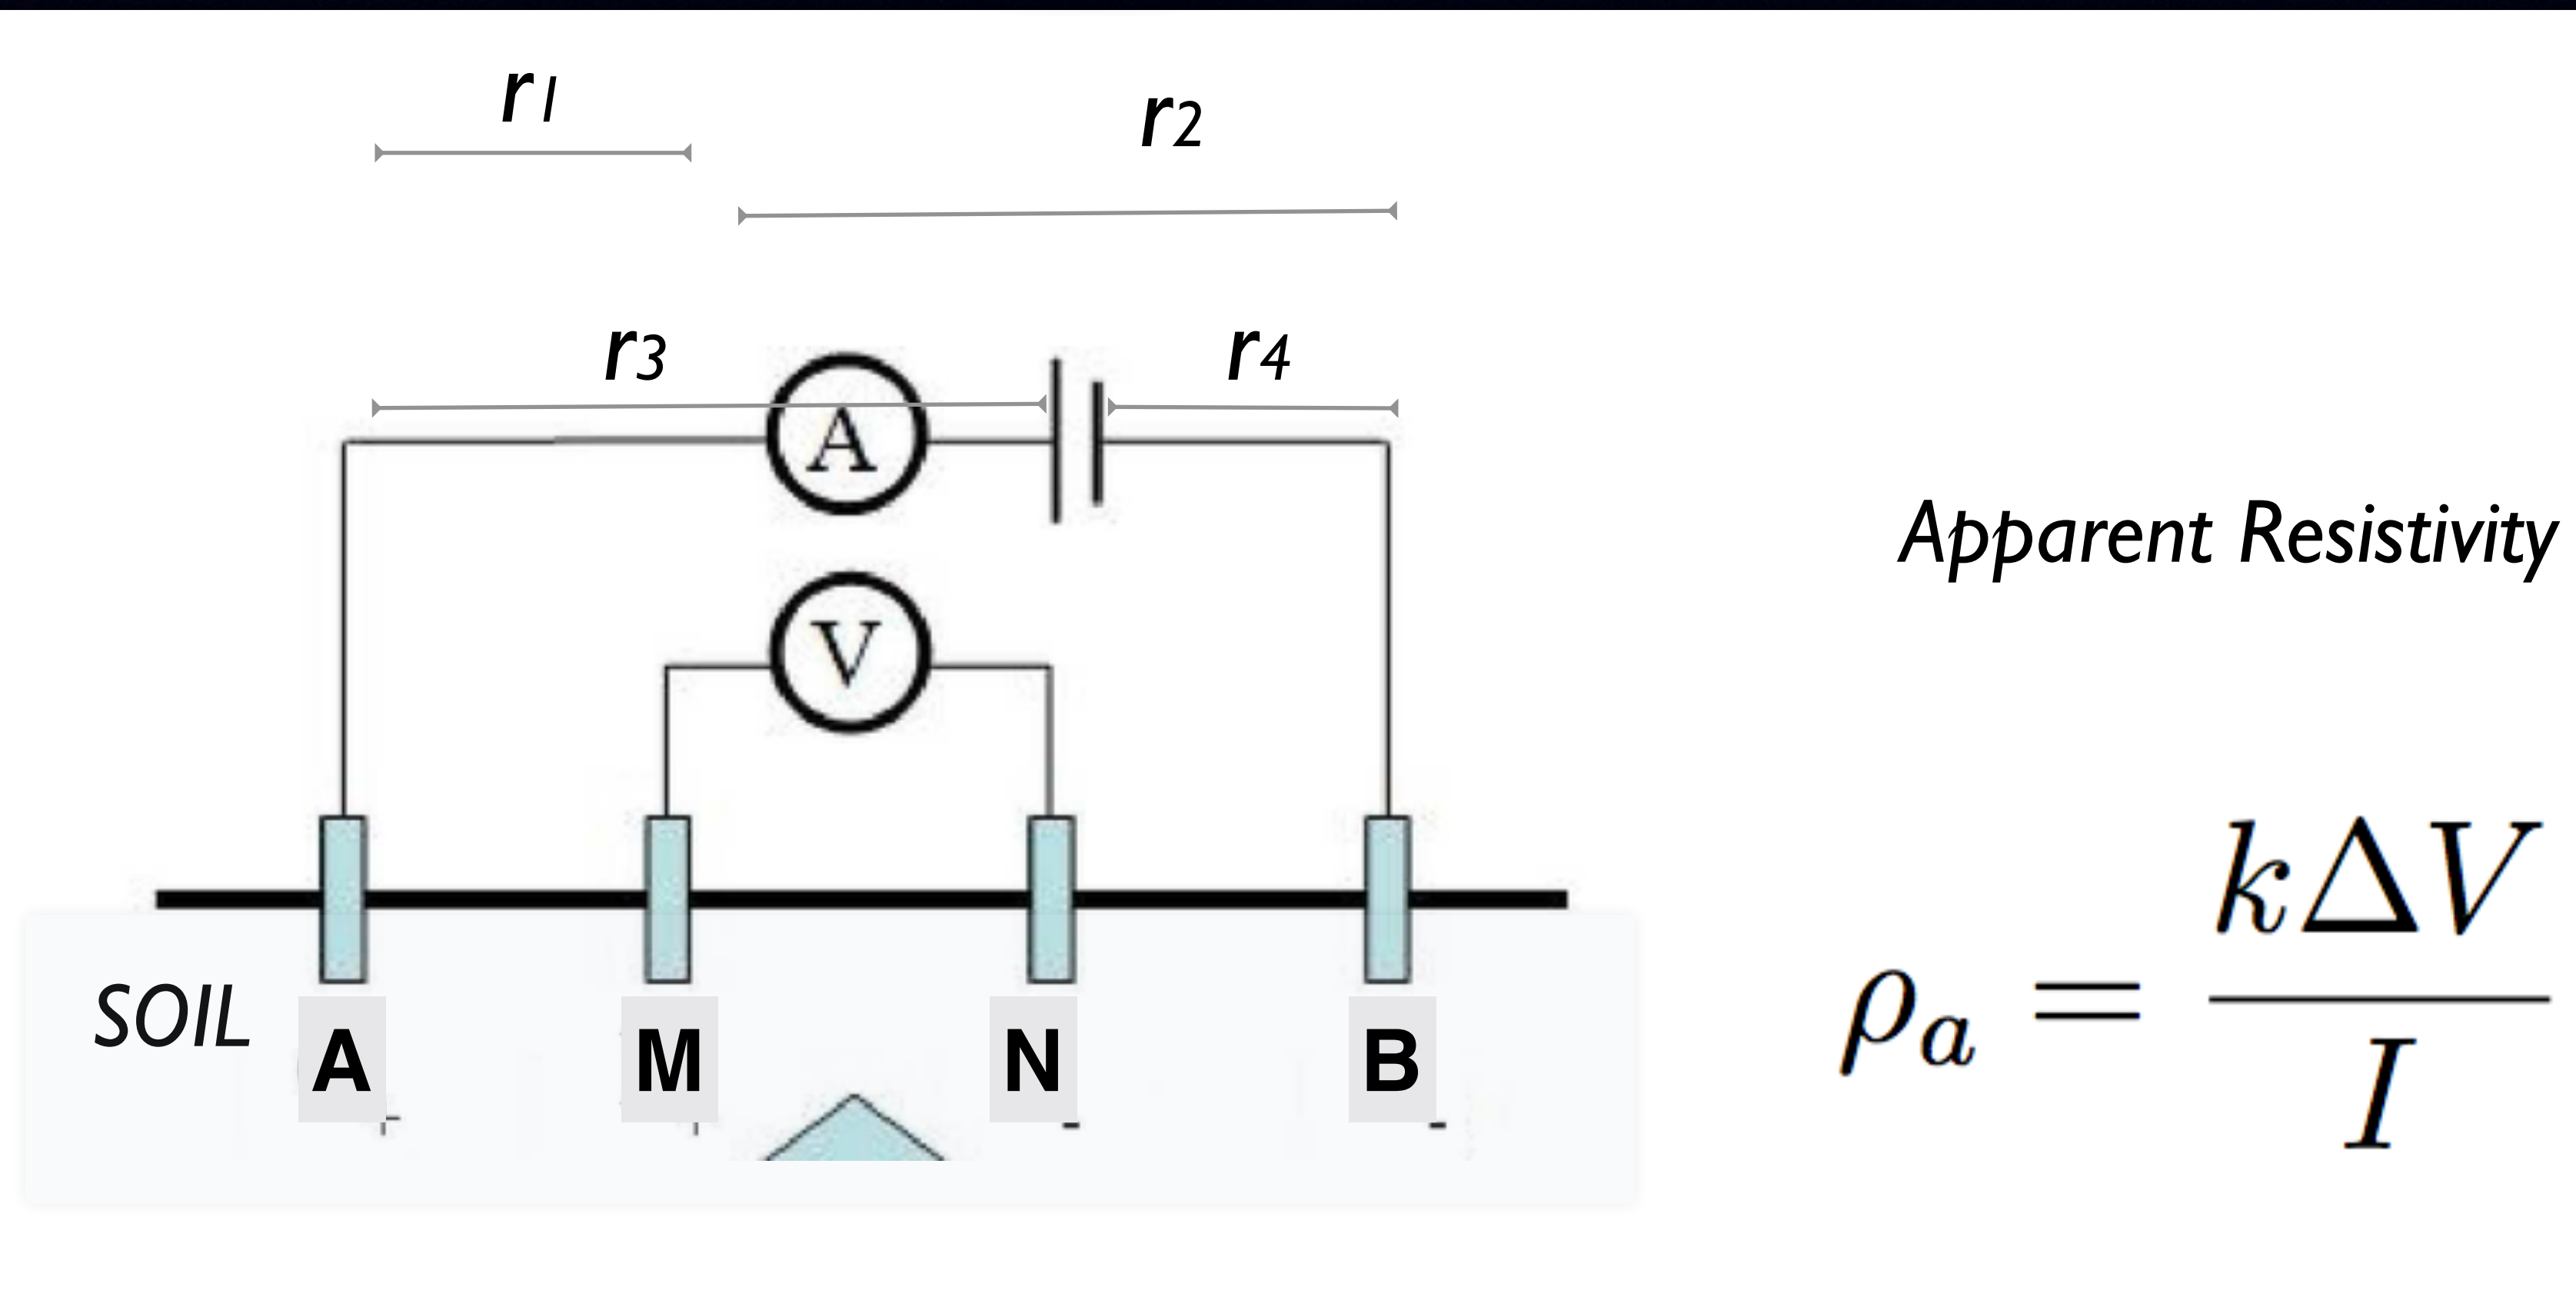 r1
r2
r3
r4
A
Apparent Resistivity
V
ρa = kΔV / I
SOIL
A M N B
+ - -